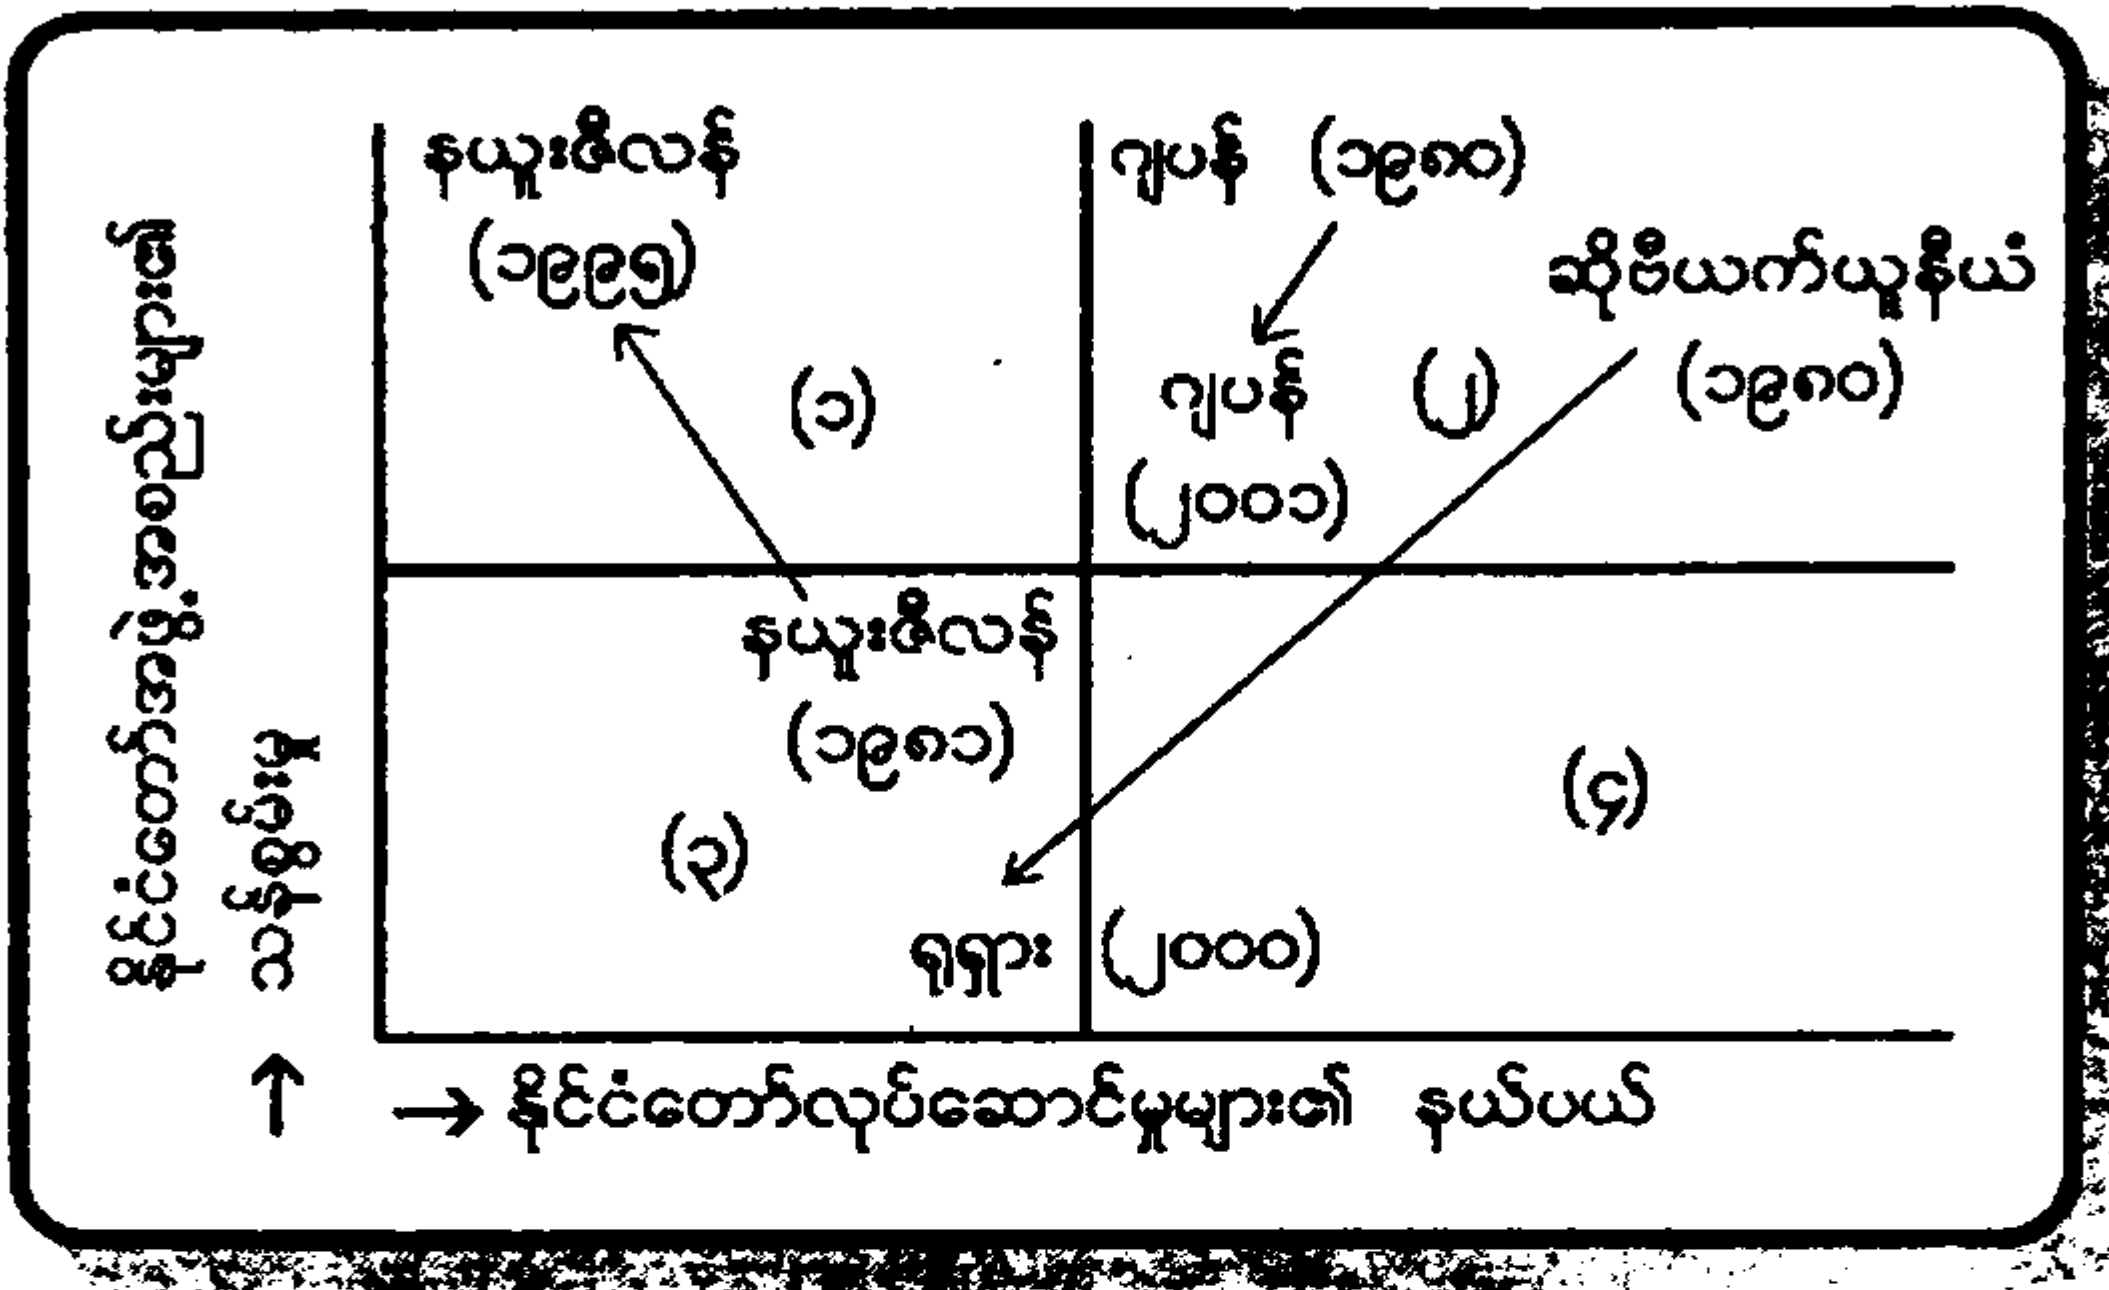 နယူးဇီလန်
(၁၉၉၅)
ဂျပန် (၁၉၈၀)
ဆိုဗီယက်ယူနီယံ
(၁၉၈၀)
(၁)
ဂျပန်
(၂၀၀၁)
(၂)
နယူးဇီလန်
(၁၉၈၁)
(၃)
(၄)
ရုရှား (၂၀၀၀)
နိုင်ငံတော်အဖွဲ့အစည်းများ၏
သန်စွမ်းမှု
↑
→ နိုင်ငံတော်လုပ်ဆောင်မှုများ၏ နယ်ပယ်